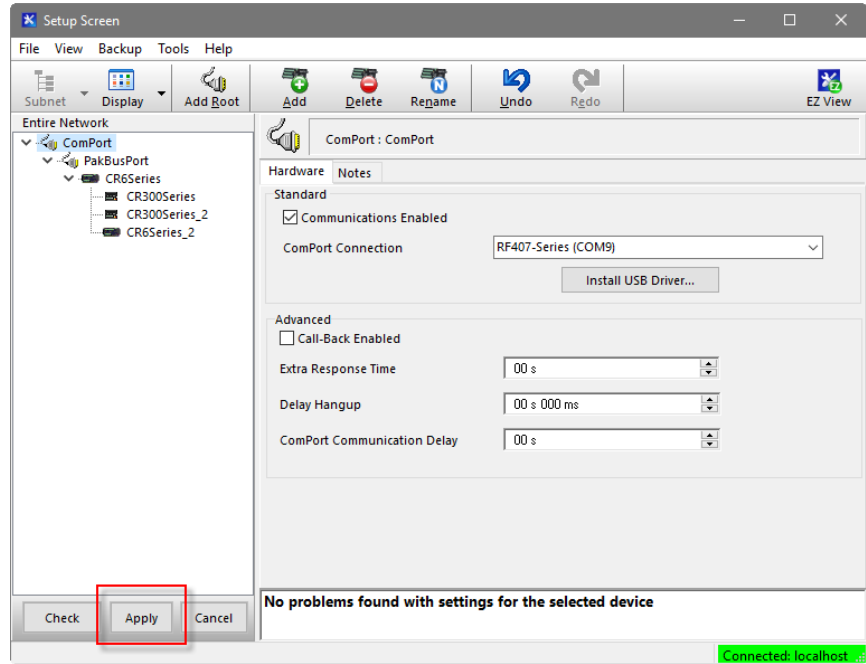 Setup Screen
File View Backup Tools Help
Subnet Display Add Root Add Delete Rename Undo Redo EZ View
Entire Network
ComPort
PakBusPort
CR6Series
CR300Series
CR300Series_2
CR6Series_2
ComPort : ComPort
Hardware Notes
Standard
Communications Enabled
ComPort Connection RF407-Series (COM9)
Install USB Driver...
Advanced
Call-Back Enabled
Extra Response Time 00 s
Delay Hangup 00 s 000 ms
ComPort Communication Delay 00 s
Check Apply Cancel
No problems found with settings for the selected device
Connected: localhost